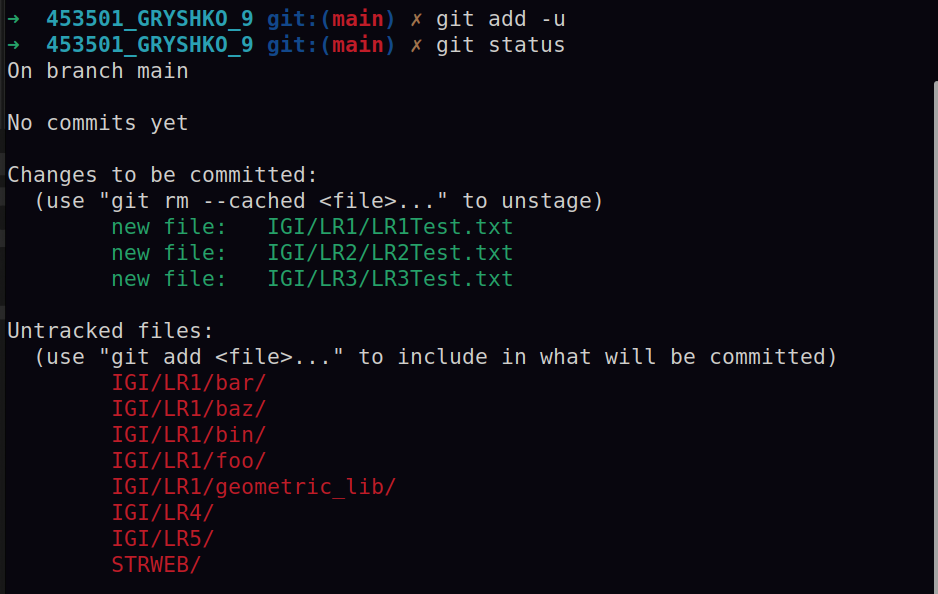 ➜  453501_GRYSHKO_9 git:(main) ✗ git add -u
➜  453501_GRYSHKO_9 git:(main) ✗ git status
On branch main

No commits yet

Changes to be committed:
  (use "git rm --cached <file>..." to unstage)
        new file:   IGI/LR1/LR1Test.txt
        new file:   IGI/LR2/LR2Test.txt
        new file:   IGI/LR3/LR3Test.txt

Untracked files:
  (use "git add <file>..." to include in what will be committed)
        IGI/LR1/bar/
        IGI/LR1/baz/
        IGI/LR1/bin/
        IGI/LR1/foo/
        IGI/LR1/geometric_lib/
        IGI/LR4/
        IGI/LR5/
        STRWEB/